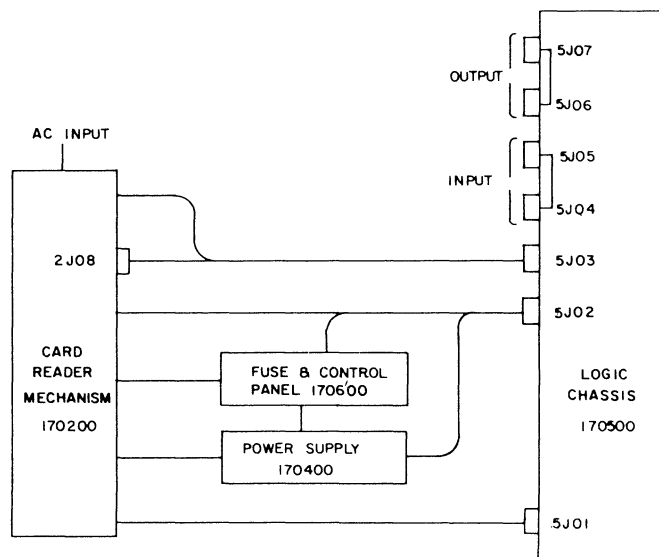 5J07
OUTPUT
5J06
AC INPUT
5J05
INPUT
5J04
2J08
5J03
5J02
CARD
READER
MECHANISM
170200
FUSE & CONTROL
PANEL 170600
LOGIC
CHASSIS
170500
POWER SUPPLY
170400
5J01